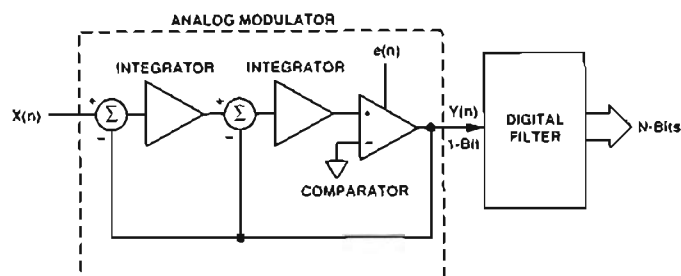 ANALOG MODULATOR
e(n)
INTEGRATOR
INTEGRATOR
X(n)
+
Σ
−
+
Σ
−
+
−
Y(n)
1-Bit
DIGITAL
FILTER
N-Bits
COMPARATOR